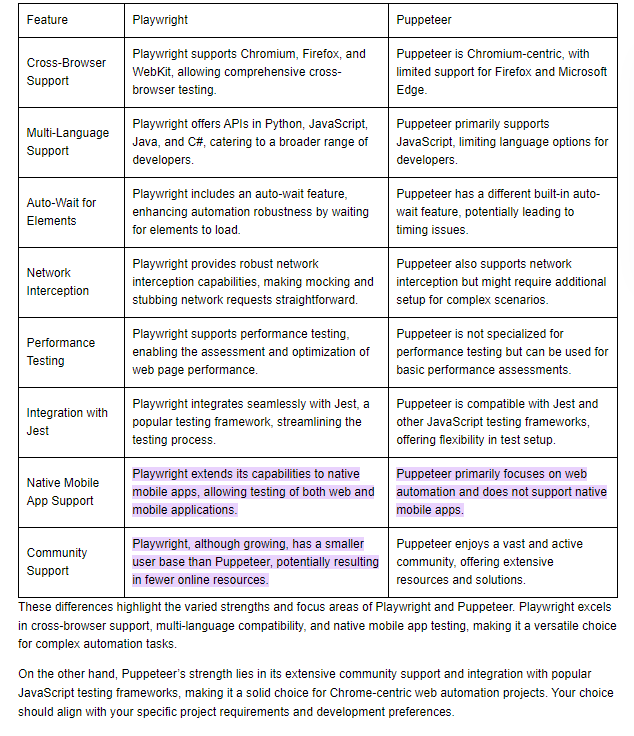 Feature Playwright Puppeteer
Cross-Browser
Support
Playwright supports Chromium, Firefox, and
WebKit, allowing comprehensive cross-
browser testing.
Puppeteer is Chromium-centric, with
limited support for Firefox and Microsoft
Edge.
Multi-Language
Support
Playwright offers APIs in Python, JavaScript,
Java, and C#, catering to a broader range of
developers.
Puppeteer primarily supports
JavaScript, limiting language options for
developers.
Auto-Wait for
Elements
Playwright includes an auto-wait feature,
enhancing automation robustness by waiting
for elements to load.
Puppeteer has a different built-in auto-
wait feature, potentially leading to
timing issues.
Network
Interception
Playwright provides robust network
interception capabilities, making mocking and
stubbing network requests straightforward.
Puppeteer also supports network
interception but might require additional
setup for complex scenarios.
Performance
Testing
Playwright supports performance testing,
enabling the assessment and optimization of
web page performance.
Puppeteer is not specialized for
performance testing but can be used for
basic performance assessments.
Integration with
Jest
Playwright integrates seamlessly with Jest, a
popular testing framework, streamlining the
testing process.
Puppeteer is compatible with Jest and
other JavaScript testing frameworks,
offering flexibility in test setup.
Native Mobile
App Support
Playwright extends its capabilities to native
mobile apps, allowing testing of both web and
mobile applications.
Puppeteer primarily focuses on web
automation and does not support native
mobile apps.
Community
Support
Playwright, although growing, has a smaller
user base than Puppeteer, potentially resulting
in fewer online resources.
Puppeteer enjoys a vast and active
community, offering extensive
resources and solutions.
These differences highlight the varied strengths and focus areas of Playwright and Puppeteer. Playwright excels
in cross-browser support, multi-language compatibility, and native mobile app testing, making it a versatile choice
for complex automation tasks.
On the other hand, Puppeteer’s strength lies in its extensive community support and integration with popular
JavaScript testing frameworks, making it a solid choice for Chrome-centric web automation projects. Your choice
should align with your specific project requirements and development preferences.